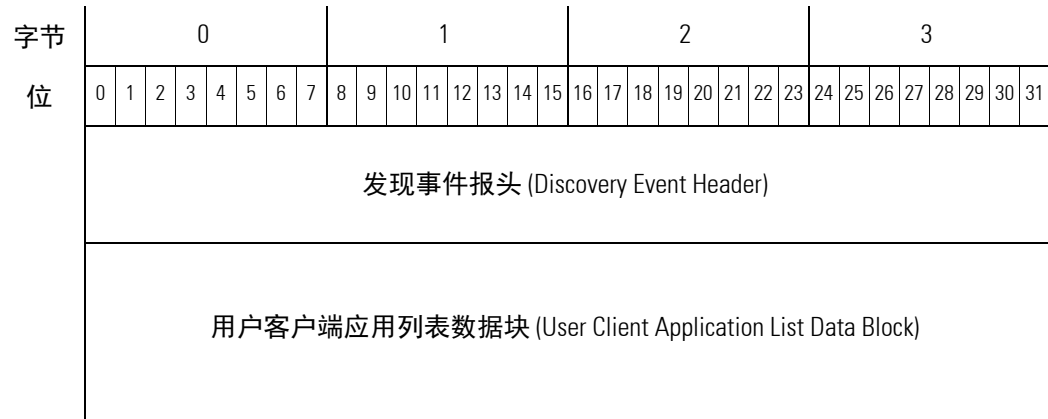 字节 0 1 2 3
位 0 1 2 3 4 5 6 7 8 9 10 11 12 13 14 15 16 17 18 19 20 21 22 23 24 25 26 27 28 29 30 31
发现事件报头 (Discovery Event Header)
用户客户端应用列表数据块 (User Client Application List Data Block)